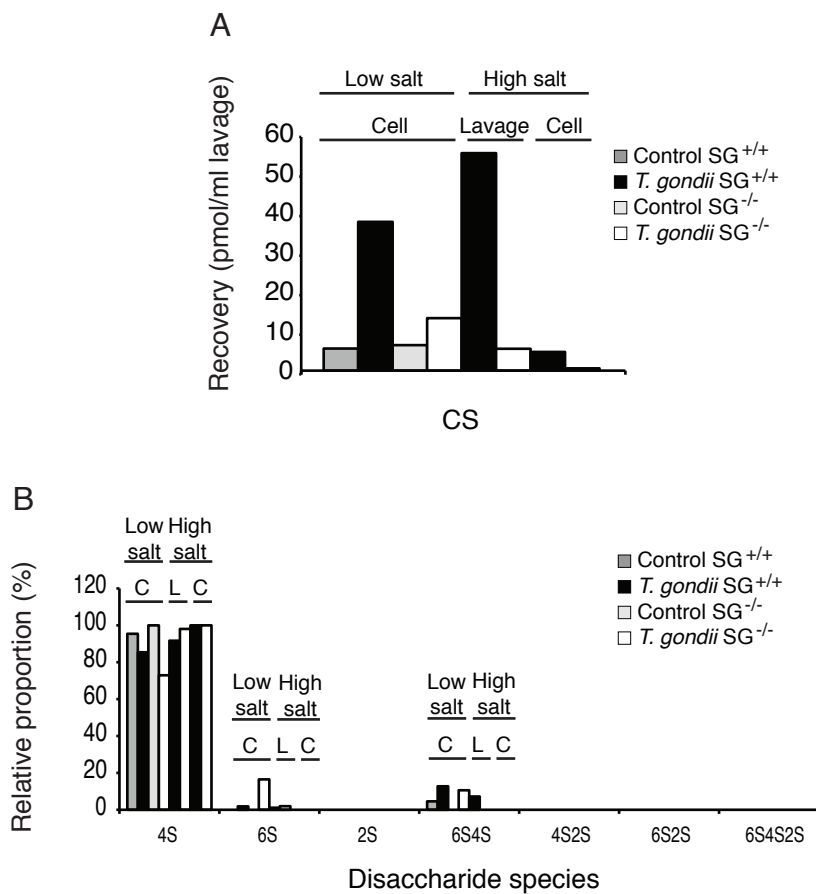 A
Low salt High salt
Cell Lavage Cell
60
50
40
30
20
10
0
Recovery (pmol/ml lavage)
CS
Control SG+/+
T. gondii SG+/+
Control SG-/-
T. gondii SG-/-
B
Low salt High salt
C L C
Low salt High salt
C L C
Low salt High salt
C L C
120
100
80
60
40
20
0
Relative proportion (%)
4S 6S 2S 6S4S 4S2S 6S2S 6S4S2S
Disaccharide species
Control SG+/+
T. gondii SG+/+
Control SG-/-
T. gondii SG-/-